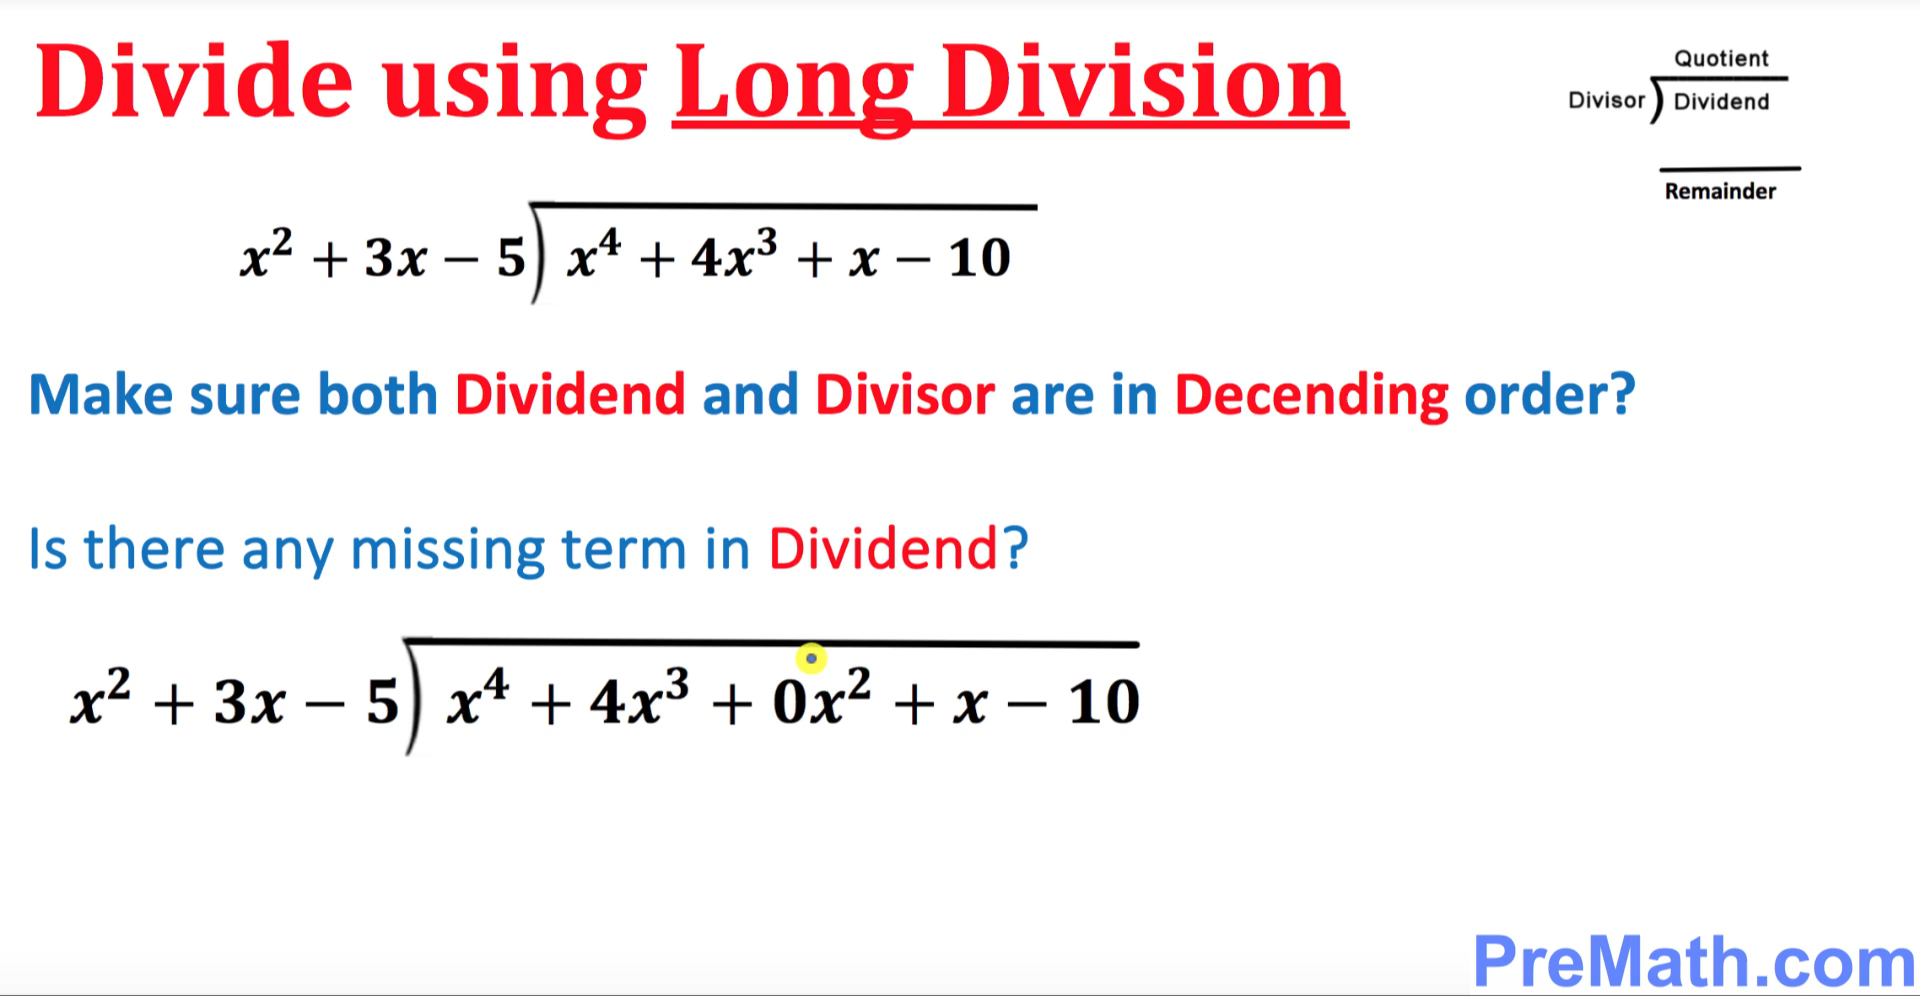 Divide using Long Division
Quotient
Divisor ) Dividend
Remainder
x² + 3x − 5 ) x⁴ + 4x³ + x − 10
Make sure both Dividend and Divisor are in Decending order?
Is there any missing term in Dividend?
x² + 3x − 5 ) x⁴ + 4x³ + 0x² + x − 10
PreMath.com